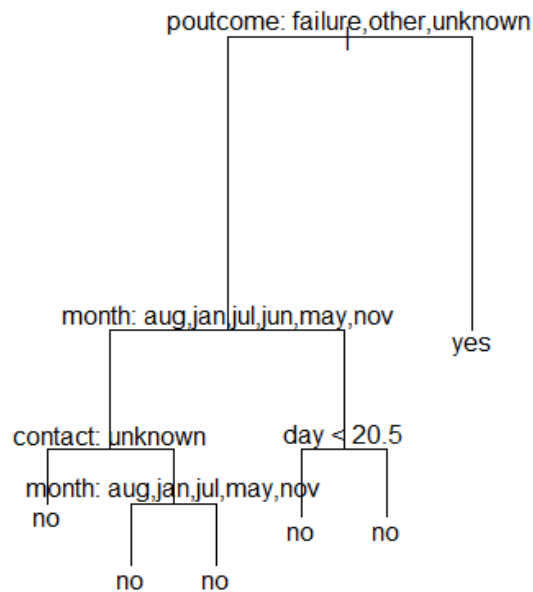 poutcome: failure,other,unknown
month: aug,jan,jul,jun,may,nov
yes
contact: unknown
day < 20.5
month: aug,jan,jul,may,nov
no
no
no
no
no